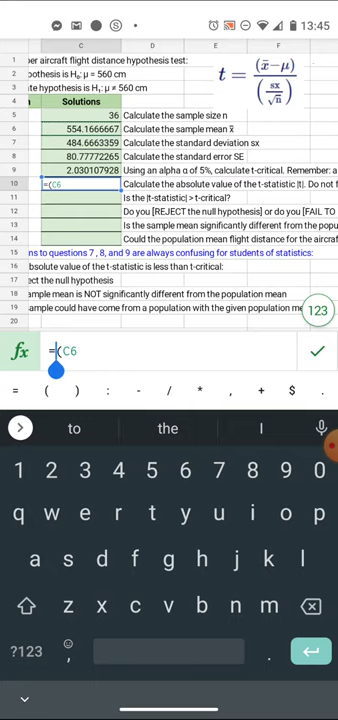 13:45
C D E F
1 per aircraft flight distance hypothesis test:
2 pothesis is H₀: μ = 560 cm
3 te hypothesis is H₁: μ ≠ 560 cm
t = (x̄−μ) / (sx/√n)
4 n Solutions
5 36 Calculate the sample size n
6 554.1666667 Calculate the sample mean x̄
7 484.6663359 Calculate the standard deviation sx
8 80.77772265 Calculate the standard error SE
9 2.030107928 Using an alpha α of 5%, calculate t-critical. Remember: a
10 =(C6 Calculate the absolute value of the t-statistic |t|. Do not f
11 Is the |t-statistic| > t-critical?
12 Do you [REJECT the null hypothesis] or do you [FAIL TO
13 Is the sample mean significantly different from the popu
14 Could the population mean flight distance for the aircraf
15 ns to questions 7, 8, and 9 are always confusing for students of statistics:
16 bsolute value of the t-statistic is less than t-critical:
17 ect the null hypothesis
18 sample mean is NOT significantly different from the population mean
19 sample could have come from a population with the given population me
20
123
fx =(C6
= ( ) : - / * , + $ .
to the I
1 2 3 4 5 6 7 8 9 0
q w e r t y u i o p
a s d f g h j k l
z x c v b n m
?123 , .